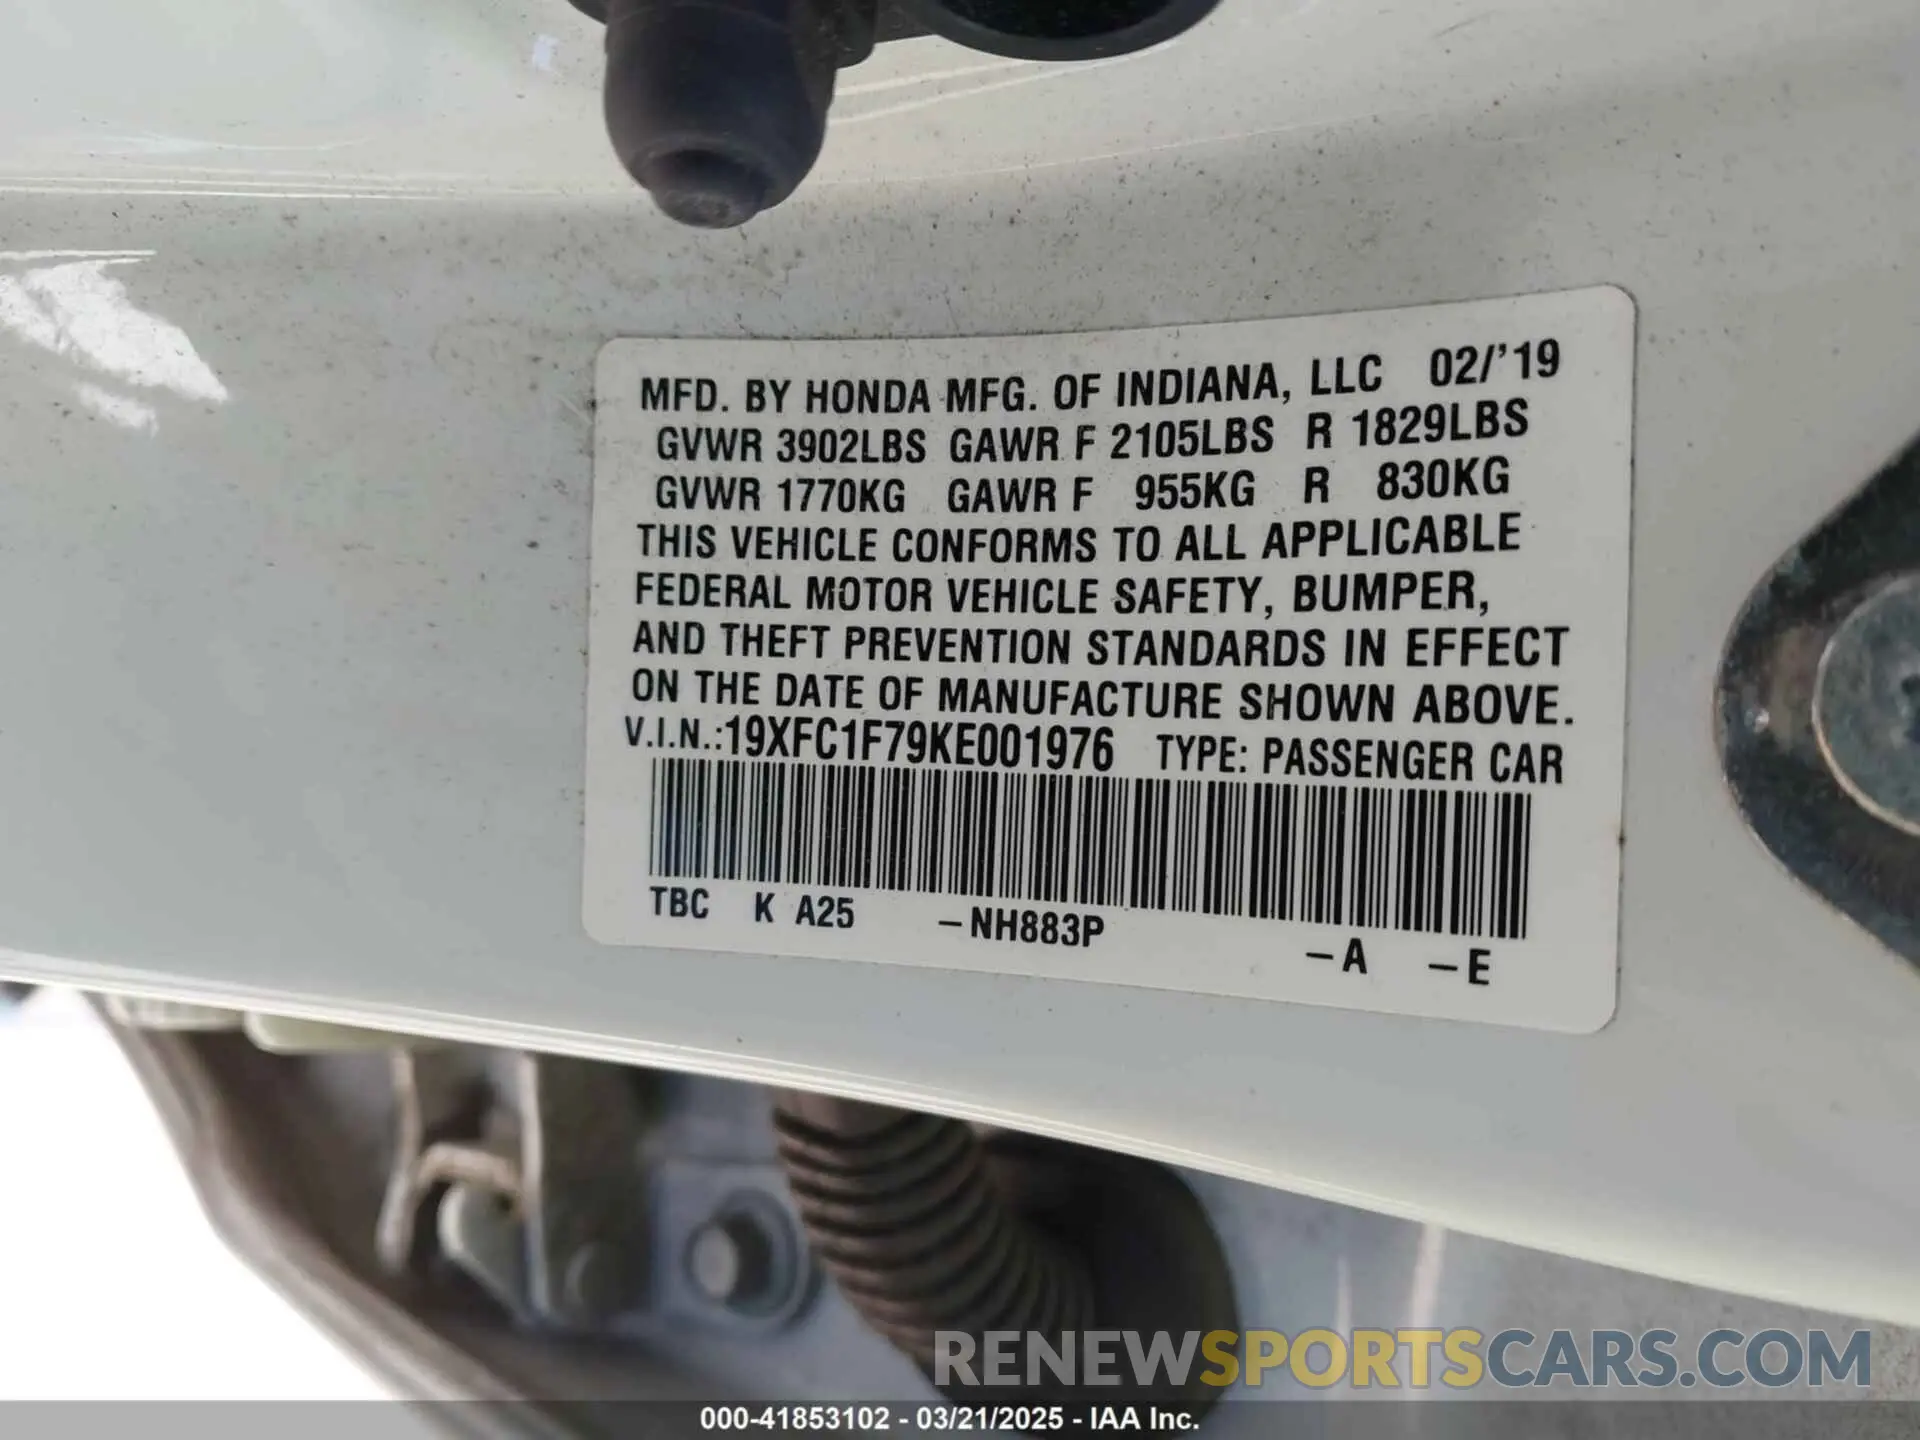 MFD. BY HONDA MFG. OF INDIANA, LLC 02/'19
GVWR 3902LBS GAWR F 2105LBS R 1829LBS
GVWR 1770KG GAWR F 955KG R 830KG
THIS VEHICLE CONFORMS TO ALL APPLICABLE
FEDERAL MOTOR VEHICLE SAFETY, BUMPER,
AND THEFT PREVENTION STANDARDS IN EFFECT
ON THE DATE OF MANUFACTURE SHOWN ABOVE.
V.I.N.:19XFC1F79KE001976 TYPE: PASSENGER CAR
TBC K A25 –NH883P –A –E
RENEWSPORTSCARS.COM
000-41853102 - 03/21/2025 - IAA Inc.